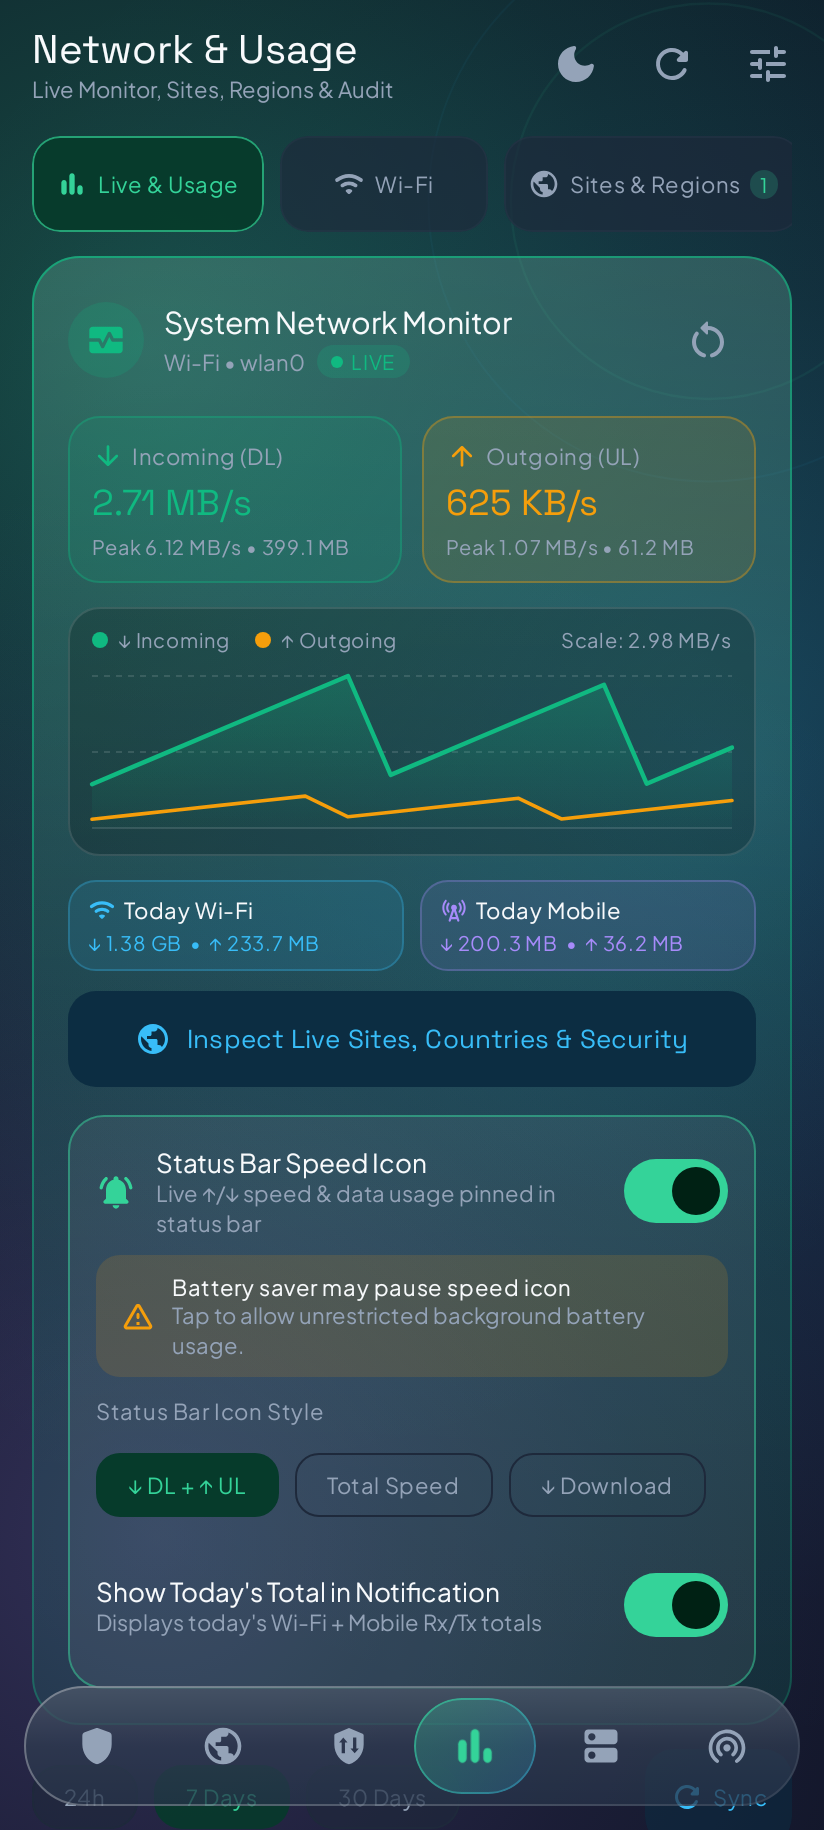 Network & Usage
Live Monitor, Sites, Regions & Audit
Live & Usage
Wi-Fi
Sites & Regions 1
System Network Monitor
Wi-Fi • wlan0 • LIVE
↓ Incoming (DL)
2.71 MB/s
Peak 6.12 MB/s • 399.1 MB
↑ Outgoing (UL)
625 KB/s
Peak 1.07 MB/s • 61.2 MB
↓ Incoming ↑ Outgoing Scale: 2.98 MB/s
Today Wi-Fi
↓ 1.38 GB • ↑ 233.7 MB
Today Mobile
↓ 200.3 MB • ↑ 36.2 MB
Inspect Live Sites, Countries & Security
Status Bar Speed Icon
Live ↑/↓ speed & data usage pinned in
status bar
Battery saver may pause speed icon
Tap to allow unrestricted background battery
usage.
Status Bar Icon Style
↓ DL + ↑ UL
Total Speed
↓ Download
Show Today's Total in Notification
Displays today's Wi-Fi + Mobile Rx/Tx totals
24h
7 Days
30 Days
Sync